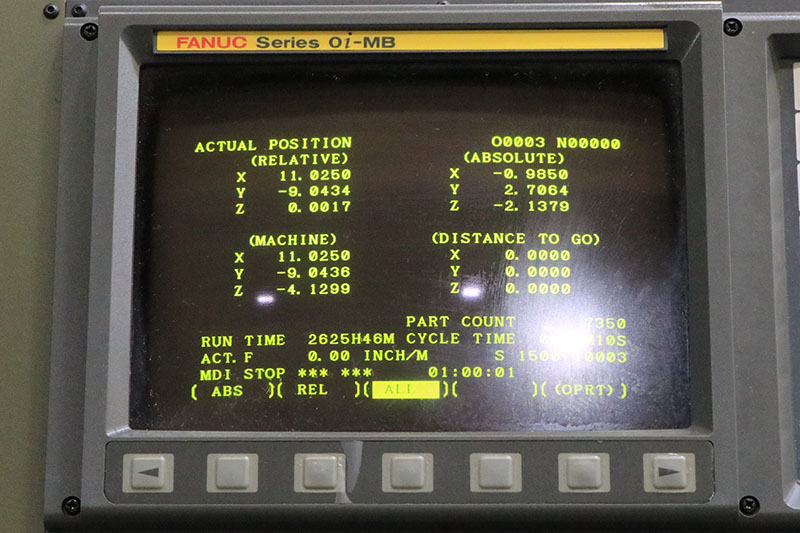 FANUC Series 0i-MB
ACTUAL POSITION O0003 N00000
(RELATIVE) (ABSOLUTE)
X 11.0250 X -0.9850
Y -9.0434 Y 2.7064
Z 0.0017 Z -2.1379
(MACHINE) (DISTANCE TO GO)
X 11.0250 X 0.0000
Y -9.0436 Y 0.0000
Z -4.1299 Z 0.0000
PART COUNT 7350
RUN TIME 2625H46M CYCLE TIME
ACT.F 0.00 INCH/M S 1500 T0003
MDI STOP *** *** 01:00:01
( ABS )( REL )( ALL )( )( (OPRT) )